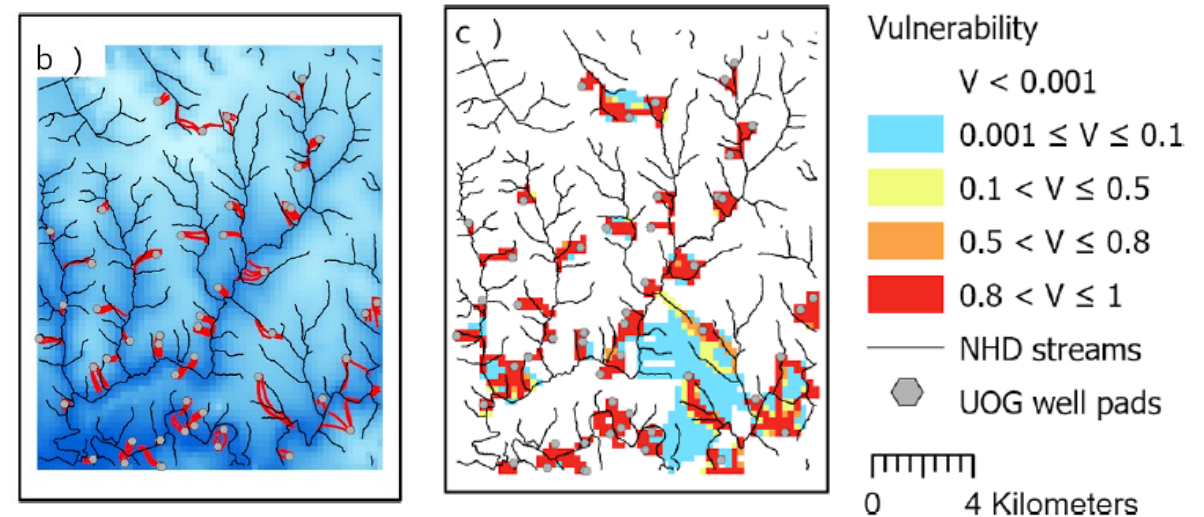 b )
c )
Vulnerability
V < 0.001
0.001 ≤ V ≤ 0.1
0.1 < V ≤ 0.5
0.5 < V ≤ 0.8
0.8 < V ≤ 1
NHD streams
UOG well pads
0 4 Kilometers